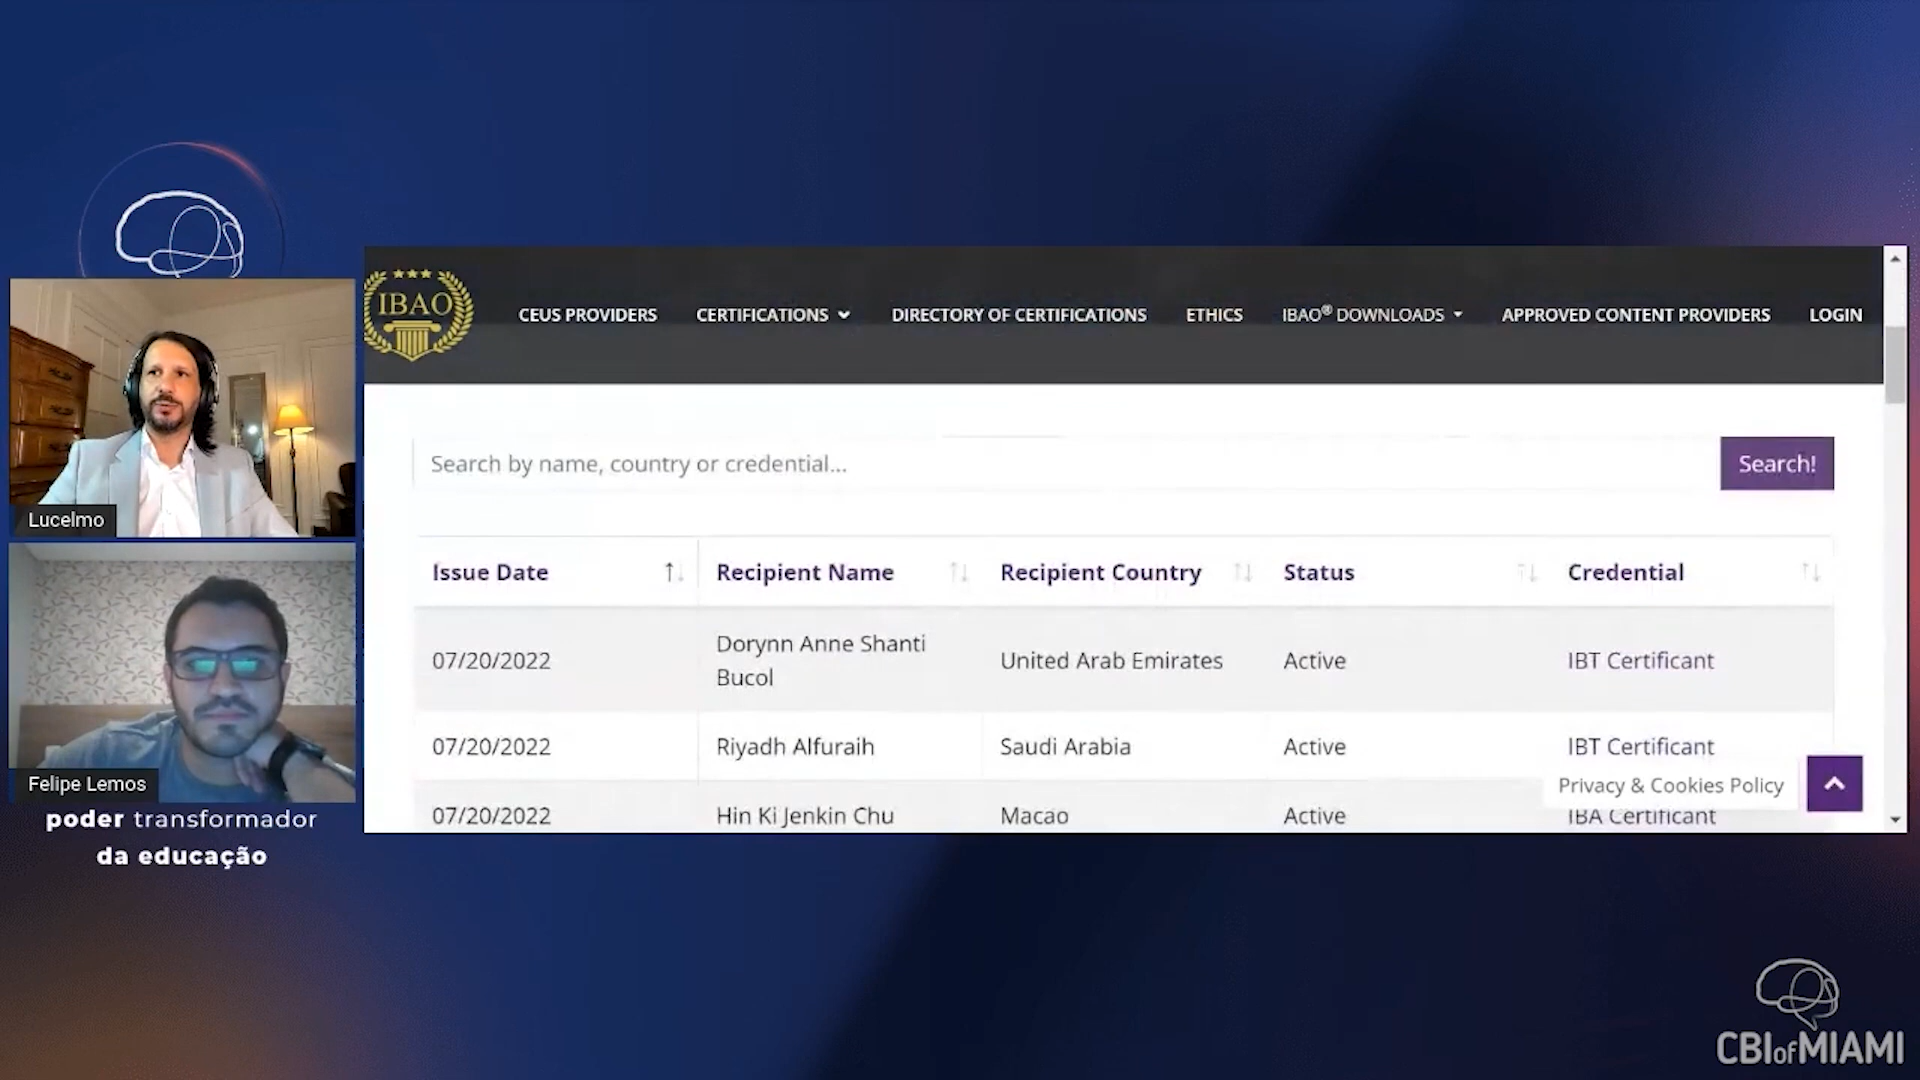 IBAO
CEUS PROVIDERS
CERTIFICATIONS
DIRECTORY OF CERTIFICATIONS
ETHICS
IBAO® DOWNLOADS
APPROVED CONTENT PROVIDERS
LOGIN
Search by name, country or credential...
Search!
Issue Date Recipient Name Recipient Country Status Credential
07/20/2022 Dorynn Anne Shanti Bucol United Arab Emirates Active IBT Certificant
07/20/2022 Riyadh Alfuraih Saudi Arabia Active IBT Certificant
07/20/2022 Hin Ki Jenkin Chu Macao Active IBA Certificant
Privacy & Cookies Policy
Lucelmo
Felipe Lemos
poder transformador
da educação
CBIofMIAMI